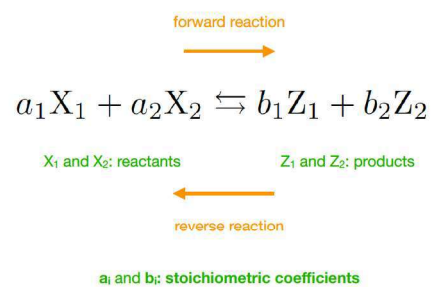 forward reaction
a₁X₁ + a₂X₂ ⇆ b₁Z₁ + b₂Z₂
X₁ and X₂: reactants Z₁ and Z₂: products
reverse reaction
aᵢ and bᵢ: stoichiometric coefficients